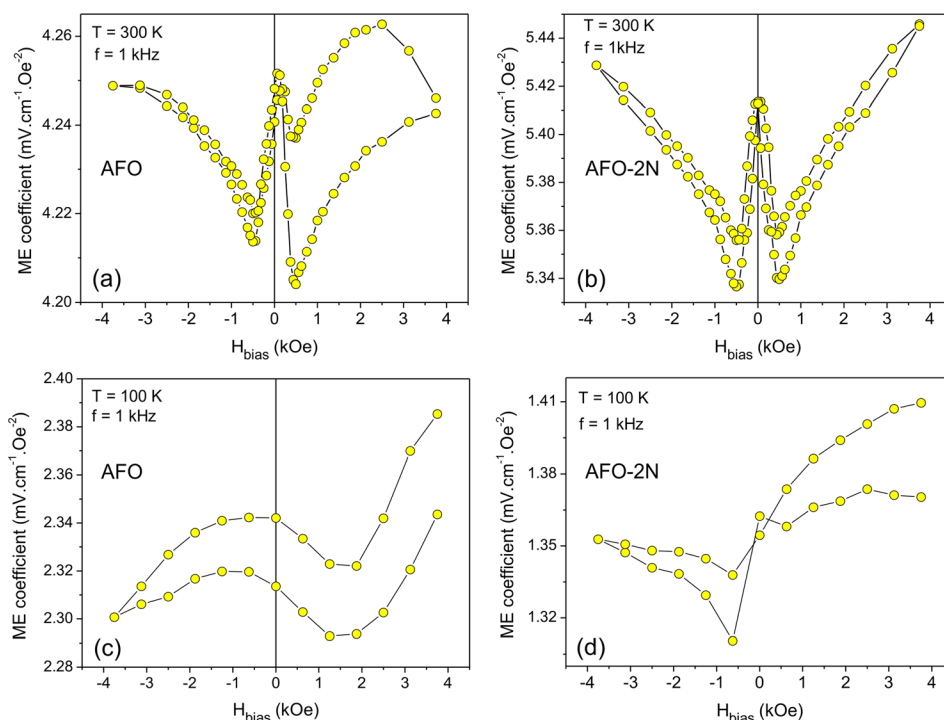 4.26
4.24
4.22
4.20
ME coefficient (mV.cm⁻¹.Oe⁻²)
T = 300 K
f = 1 kHz
AFO
(a)
-4 -3 -2 -1 0 1 2 3 4
H_bias (kOe)
5.44
5.42
5.40
5.38
5.36
5.34
ME coefficient (mV.cm⁻¹.Oe⁻²)
T = 300 K
f = 1kHz
AFO-2N
(b)
-4 -3 -2 -1 0 1 2 3 4
H_bias (kOe)
2.40
2.38
2.36
2.34
2.32
2.30
2.28
ME coefficient (mV.cm⁻¹.Oe⁻²)
T = 100 K
f = 1 kHz
AFO
(c)
-4 -3 -2 -1 0 1 2 3 4
H_bias (kOe)
1.41
1.38
1.35
1.32
ME coefficient (mV.cm⁻¹.Oe⁻²)
T = 100 K
f = 1 kHz
AFO-2N
(d)
-4 -3 -2 -1 0 1 2 3 4
H_bias (kOe)